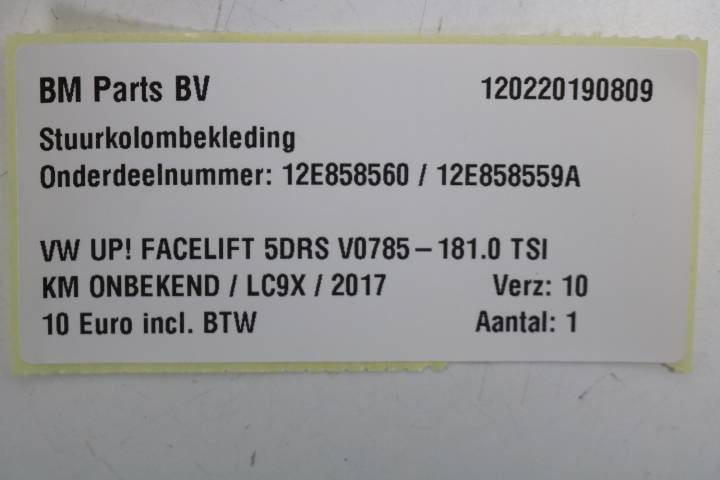 BM Parts BV 120220190809
Stuurkolombekleding
Onderdeelnummer: 12E858560 / 12E858559A
VW UP! FACELIFT 5DRS V0785-181.0 TSI
KM ONBEKEND / LC9X / 2017 Verz: 10
10 Euro incl. BTW Aantal: 1